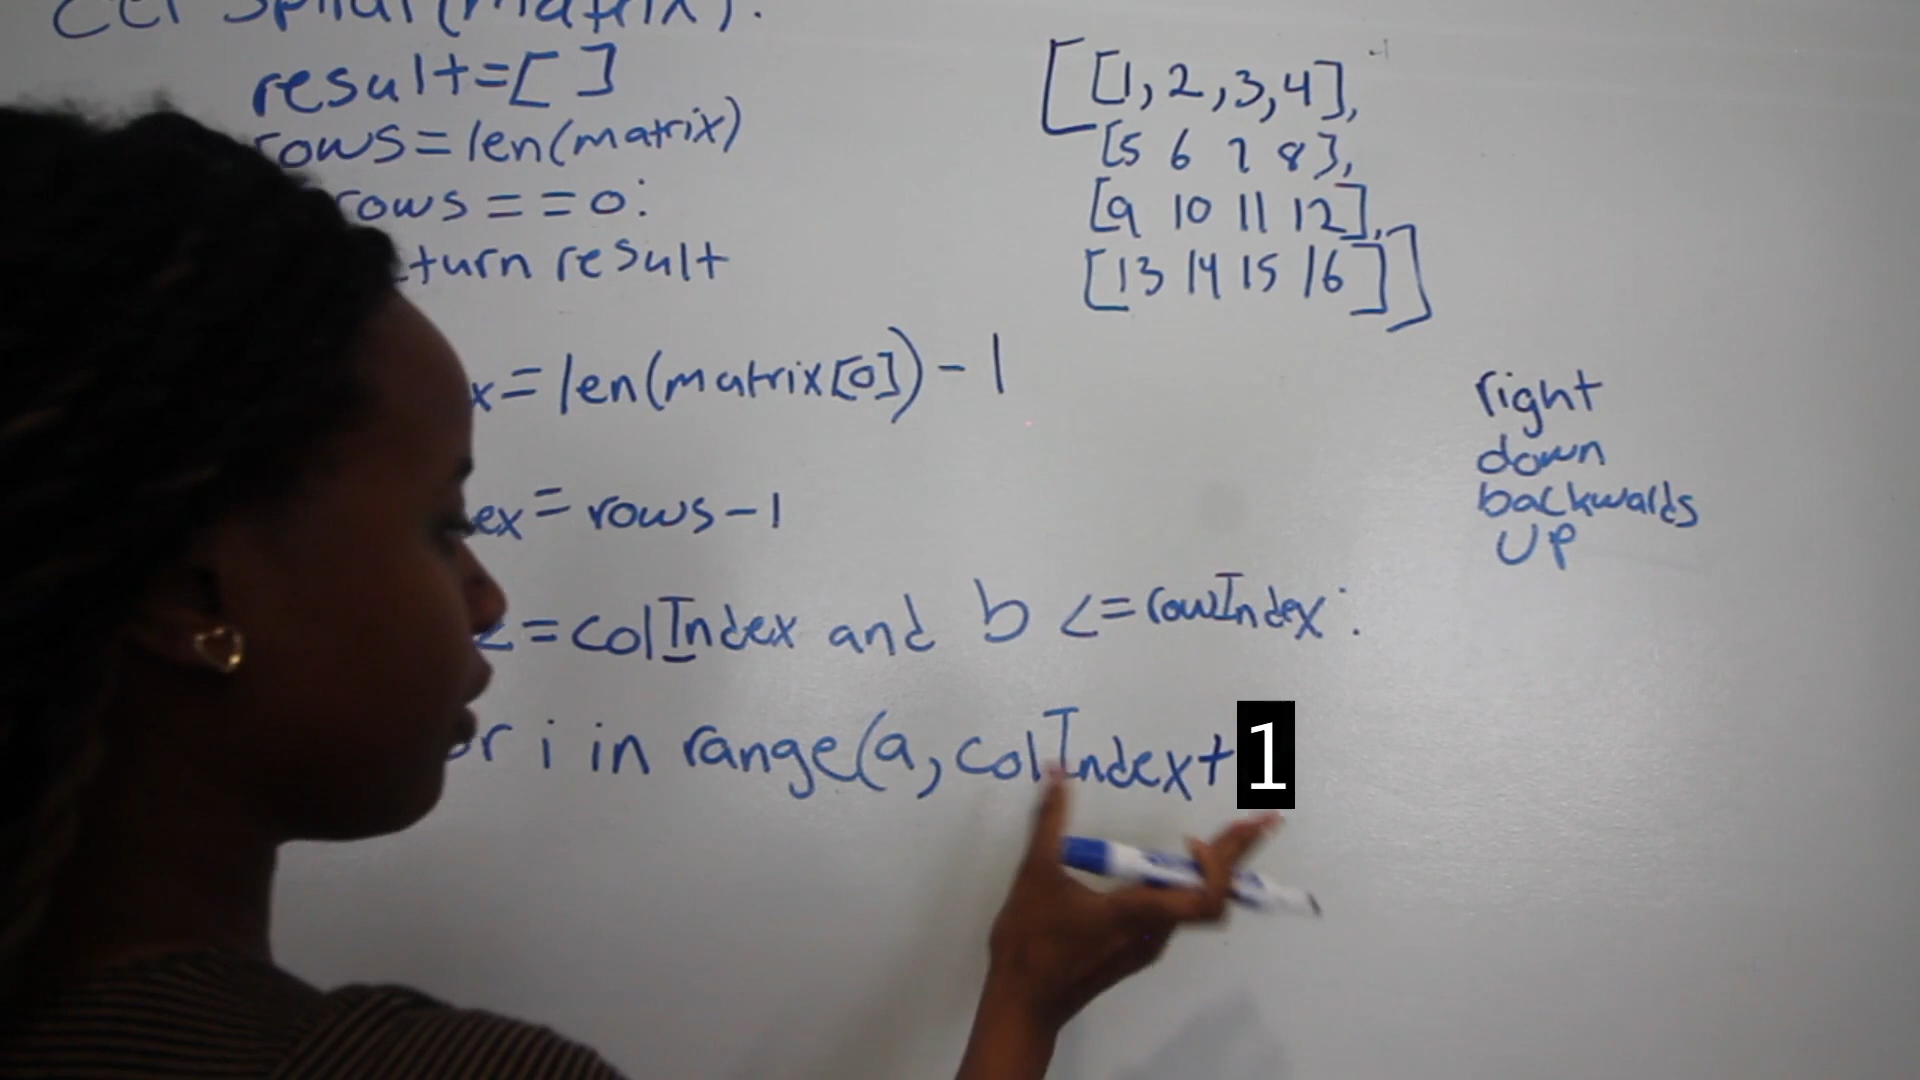 result=[ ]
rows=len(matrix)
rows==0:
turn result
x=len(matrix[0])-1
ex=rows-1
<=colIndex and b <=rowIndex:
or i in range(a, colIndex+1
[[1,2,3,4],
[5 6 7 8],
[9 10 11 12],
[13 14 15 16]]
right
down
backwards
UP